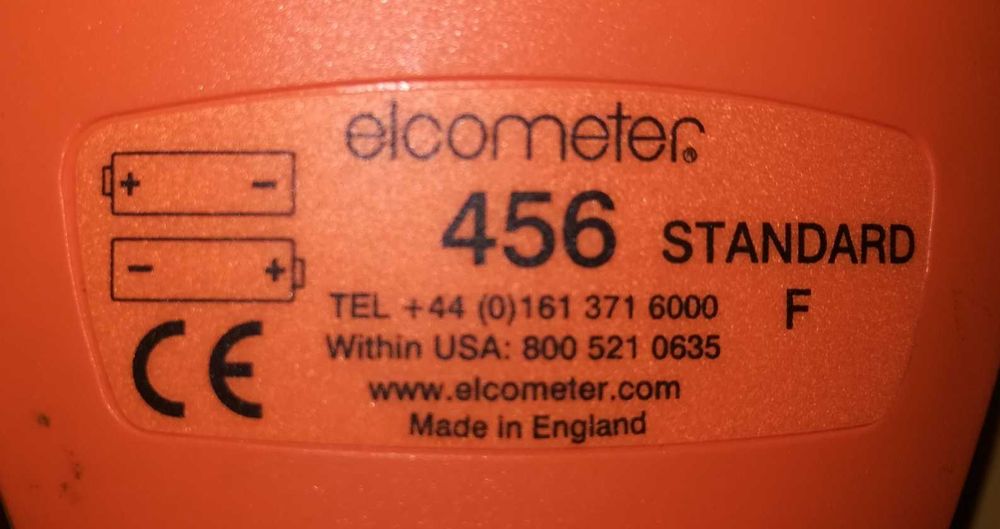 elcometer®
456 STANDARD
F
TEL +44 (0)161 371 6000
Within USA: 800 521 0635
www.elcometer.com
Made in England
+ -
- +
CE